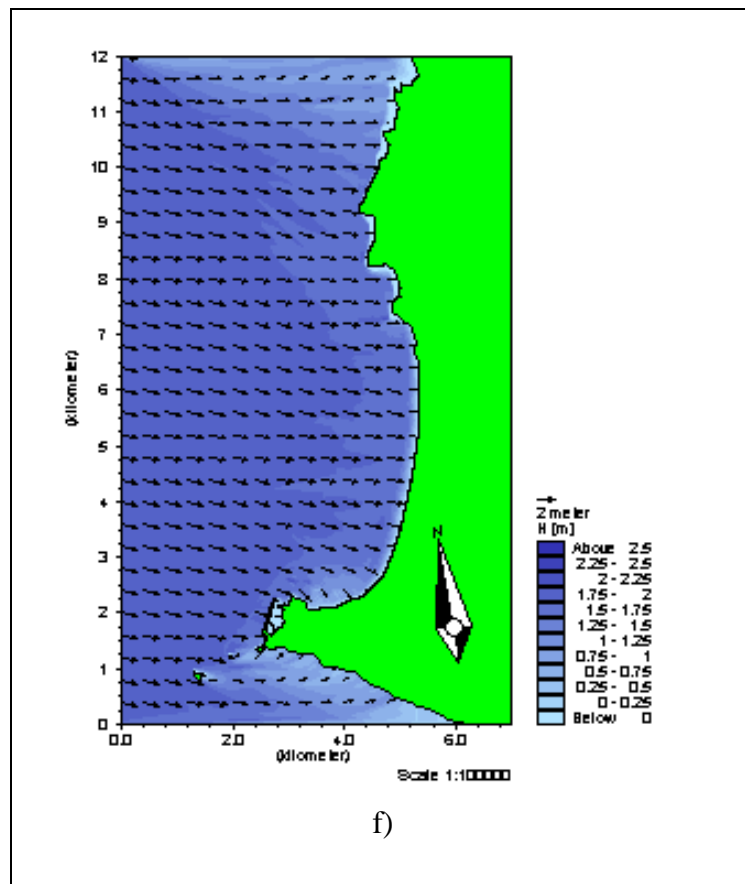 12
11
10
9
8
7
6
5
4
3
2
1
0
(kilometer)
0.0 2.0 4.0 6.0
(kilometer)
Scale 1:100000
N
2 meter
H [m]
Above 2.5
2.25 - 2.5
2 - 2.25
1.75 - 2
1.5 - 1.75
1.25 - 1.5
1 - 1.25
0.75 - 1
0.5 - 0.75
0.25 - 0.5
0 - 0.25
Below 0
f)